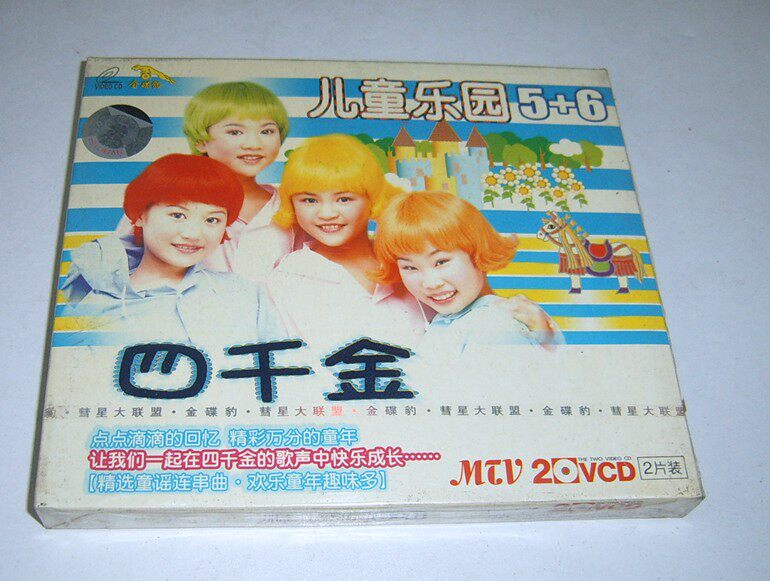 VIDEO CD
金碟豹
儿童乐园 5+6
四千金
彗星大联盟·金碟豹·彗星大联盟·金碟豹·彗星大联盟·金碟豹·彗星大联盟
点点滴滴的回忆 精彩万分的童年
让我们一起在四千金的歌声中快乐成长……
【精选童谣连串曲·欢乐童年趣味多】
MTV
THE TWO VIDEO CD
2VCD
2片装